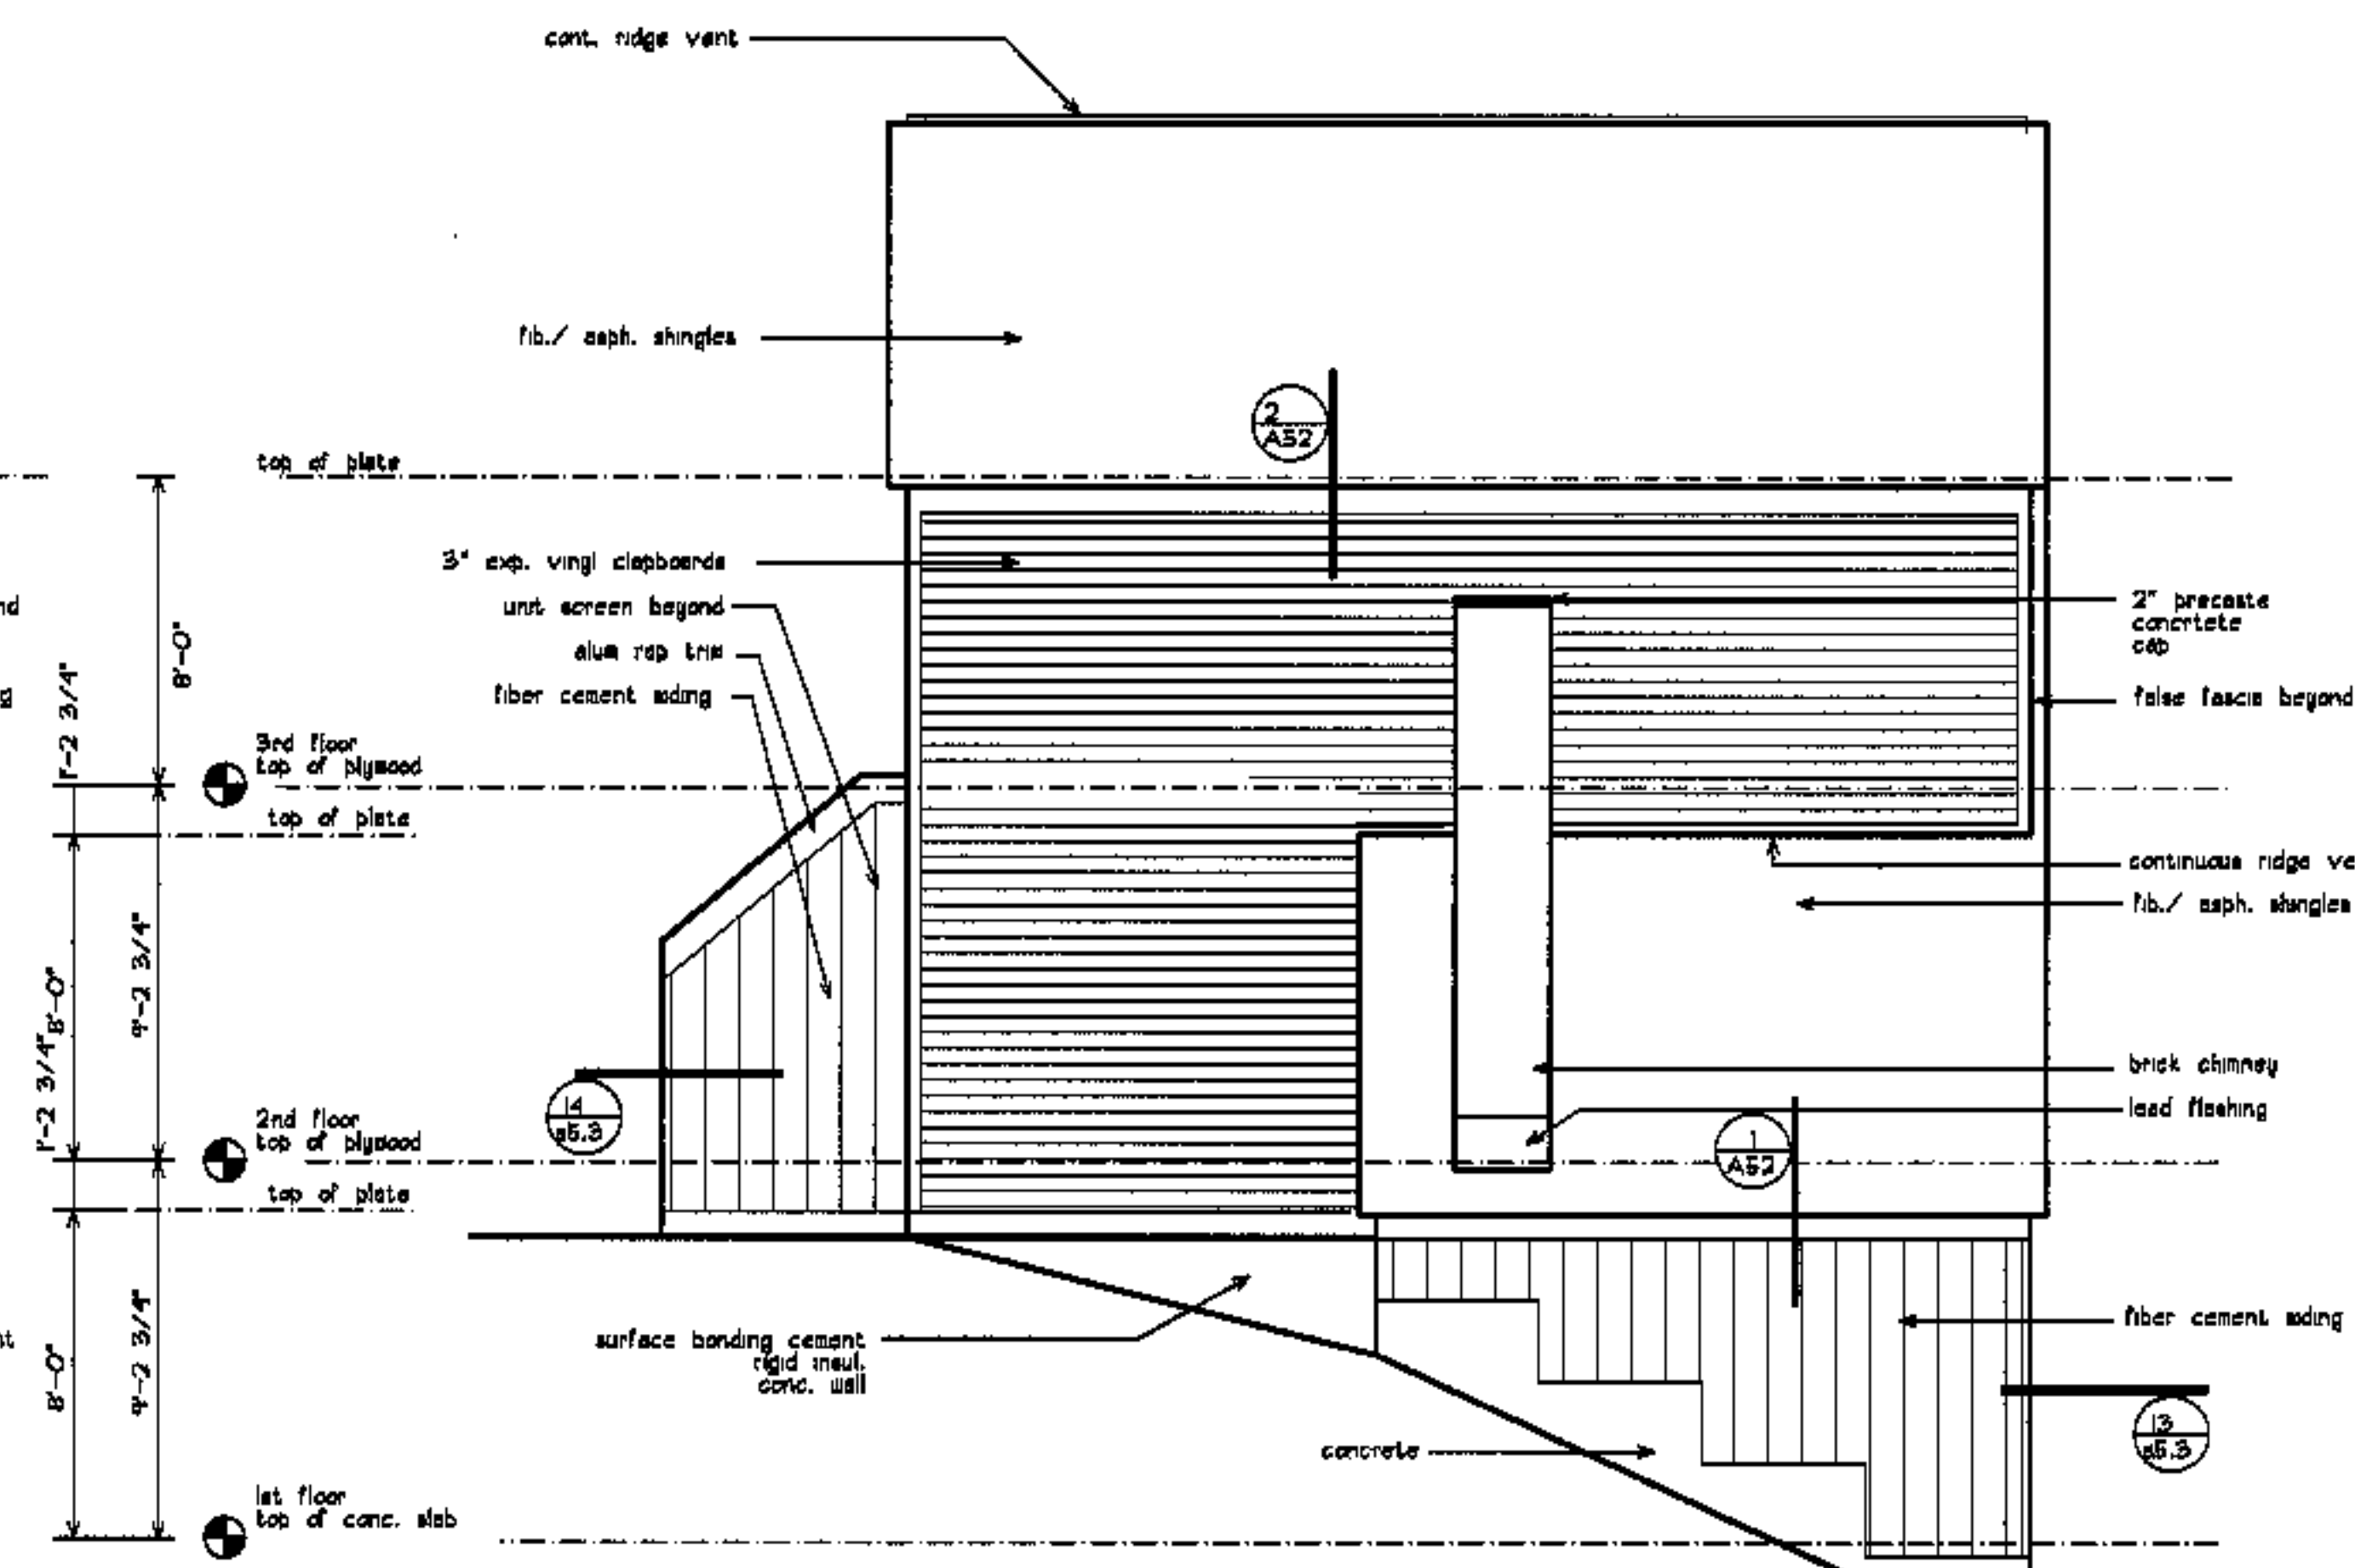 cont. ridge vent
fib./ asph. shingles
2
A52
top of plate
3" exp. vinyl clapboards
unit screen beyond
alum rap trim
fiber cement siding
8'-0"
1'-2 3/4"
3rd floor
top of plywood
top of plate
2" precaste
concrtete
cap
false fascia beyond
continuous ridge ve
fib./ asph. shingles
9'-2 3/4"
8'-0"
1'-2 3/4"
14
a5.3
brick chimney
lead flashing
1
A52
2nd floor
top of plywood
top of plate
surface bonding cement
rigid insul.
conc. wall
fiber cement siding
8'-0"
9'-2 3/4"
concrete
13
a5.3
1st floor
top of conc. slab